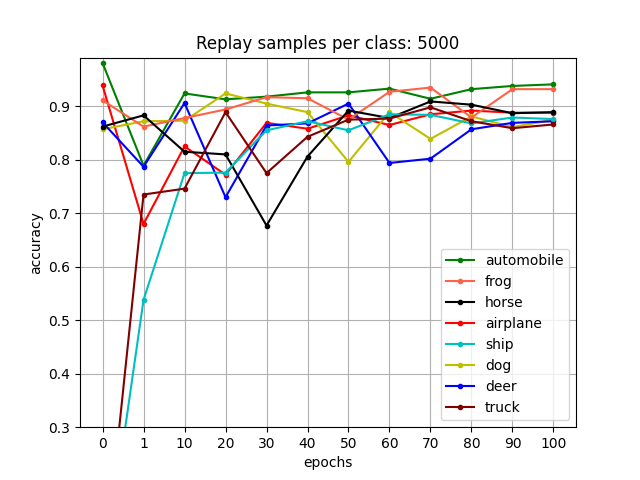 Replay samples per class: 5000
accuracy
0.9
0.8
0.7
0.6
0.5
0.4
0.3
automobile
frog
horse
airplane
ship
dog
deer
truck
0 1 10 20 30 40 50 60 70 80 90 100
epochs